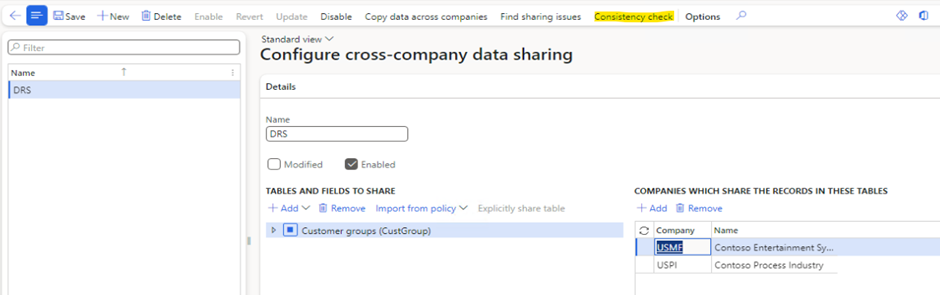 Save New Delete Enable Revert Update Disable Copy data across companies Find sharing issues Consistency check Options
Filter
Name
DRS
Standard view
Configure cross-company data sharing
Details
Name
DRS
Modified Enabled
TABLES AND FIELDS TO SHARE
Add Remove Import from policy Explicitly share table
Customer groups (CustGroup)
COMPANIES WHICH SHARE THE RECORDS IN THESE TABLES
Add Remove
Company Name
USMF Contoso Entertainment Sy...
USPI Contoso Process Industry